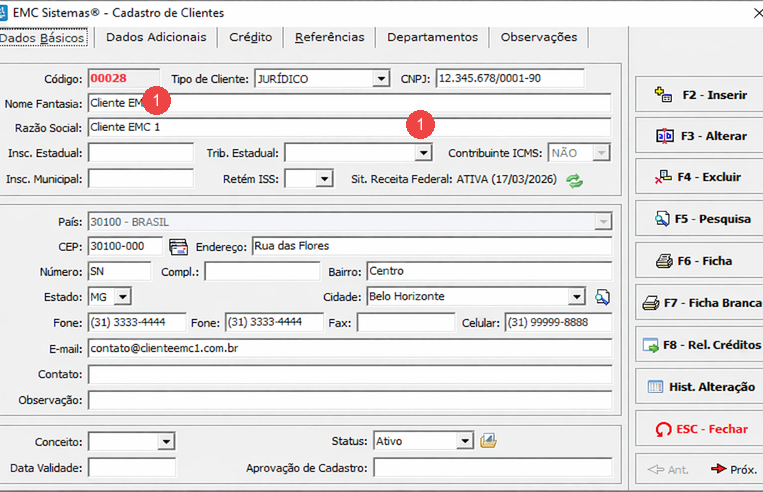 EMC Sistemas® - Cadastro de Clientes
Dados Básicos Dados Adicionais Crédito Referências Departamentos Observações
Código: 00028 Tipo de Cliente: JURÍDICO CNPJ: 12.345.678/0001-90
Nome Fantasia: Cliente 1
Razão Social: Cliente EMC 1 1
Insc. Estadual: Trib. Estadual: Contribuinte ICMS: NÃO
Insc. Municipal: Retém ISS: Sit. Receita Federal: ATIVA (17/03/2026)
País: 30100 - BRASIL
CEP: 30100-000 Endereço: Rua das Flores
Número: SN Compl.: Bairro: Centro
Estado: MG Cidade: Belo Horizonte
Fone: (31) 3333-4444 Fone: (31) 3333-4444 Fax: Celular: (31) 99999-8888
E-mail: contato@clienteemc1.com.br
Contato:
Observação:
Conceito: Status: Ativo
Data Validade: Aprovação de Cadastro:
F2 - Inserir
F3 - Alterar
F4 - Excluir
F5 - Pesquisa
F6 - Ficha
F7 - Ficha Branca
F8 - Rel. Créditos
Hist. Alteração
ESC - Fechar
Ant. Próx.